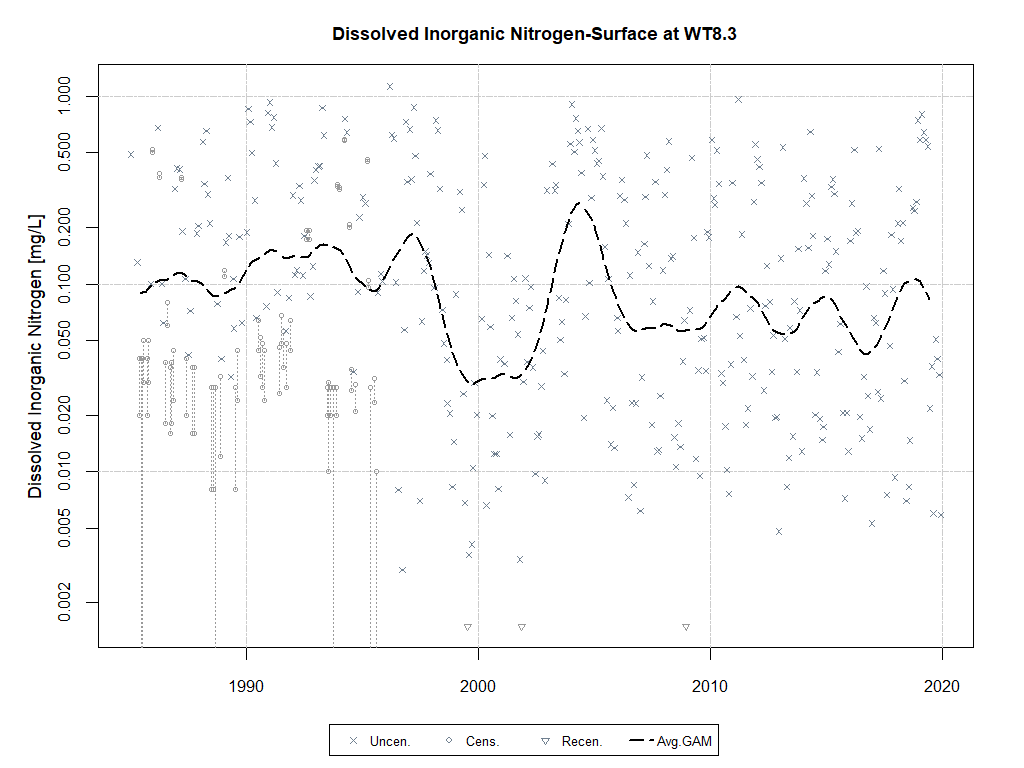 Dissolved Inorganic Nitrogen-Surface at WT8.3
Dissolved Inorganic Nitrogen [mg/L]
1.000
0.500
0.200
0.100
0.050
0.020
0.010
0.005
0.002
1990 2000 2010 2020
Uncen. Cens. Recen. Avg.GAM